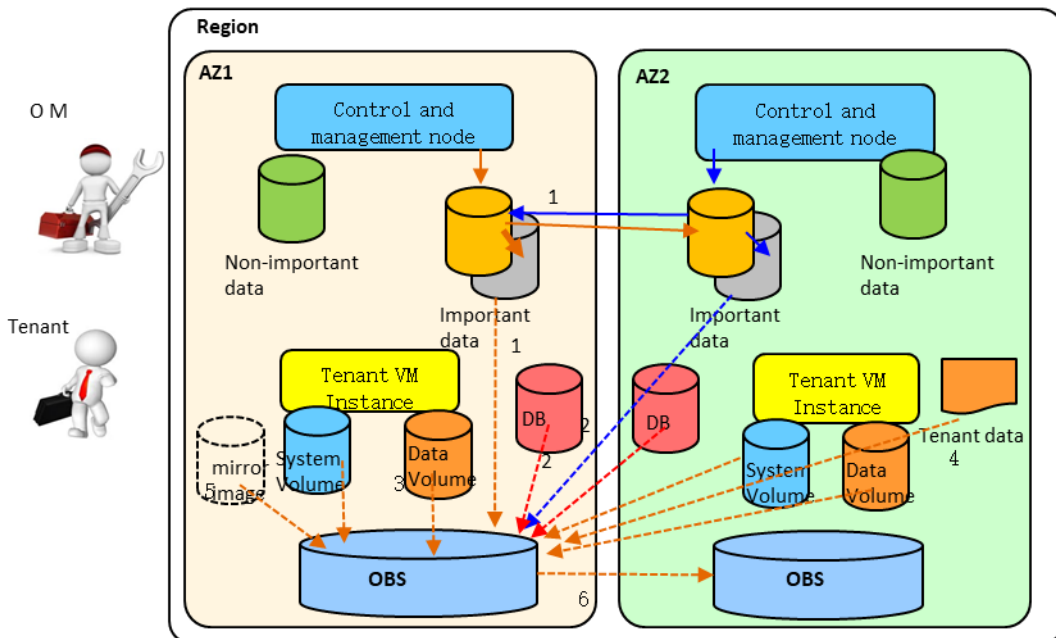 Region
AZ1
AZ2
O M
Control and
management node
Control and
management node
1
Non-important
data
Important
data
Important
data
Non-important
data
1
Tenant
Tenant VM
Instance
Tenant VM
Instance
DB
2
2
DB
Tenant data
4
mirror
image
5
System
Volume
3
Data
Volume
System
Volume
Data
Volume
OBS
OBS
6